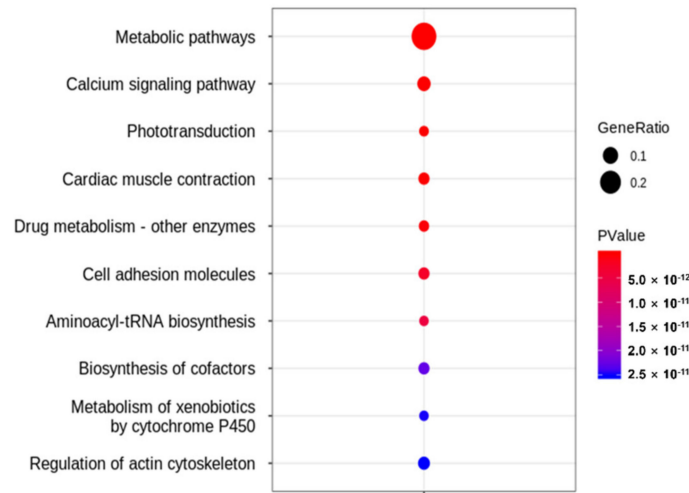 Metabolic pathways
Calcium signaling pathway
Phototransduction
Cardiac muscle contraction
Drug metabolism - other enzymes
Cell adhesion molecules
Aminoacyl-tRNA biosynthesis
Biosynthesis of cofactors
Metabolism of xenobiotics
by cytochrome P450
Regulation of actin cytoskeleton
GeneRatio
0.1
0.2
PValue
5.0 × 10⁻¹²
1.0 × 10⁻¹¹
1.5 × 10⁻¹¹
2.0 × 10⁻¹¹
2.5 × 10⁻¹¹